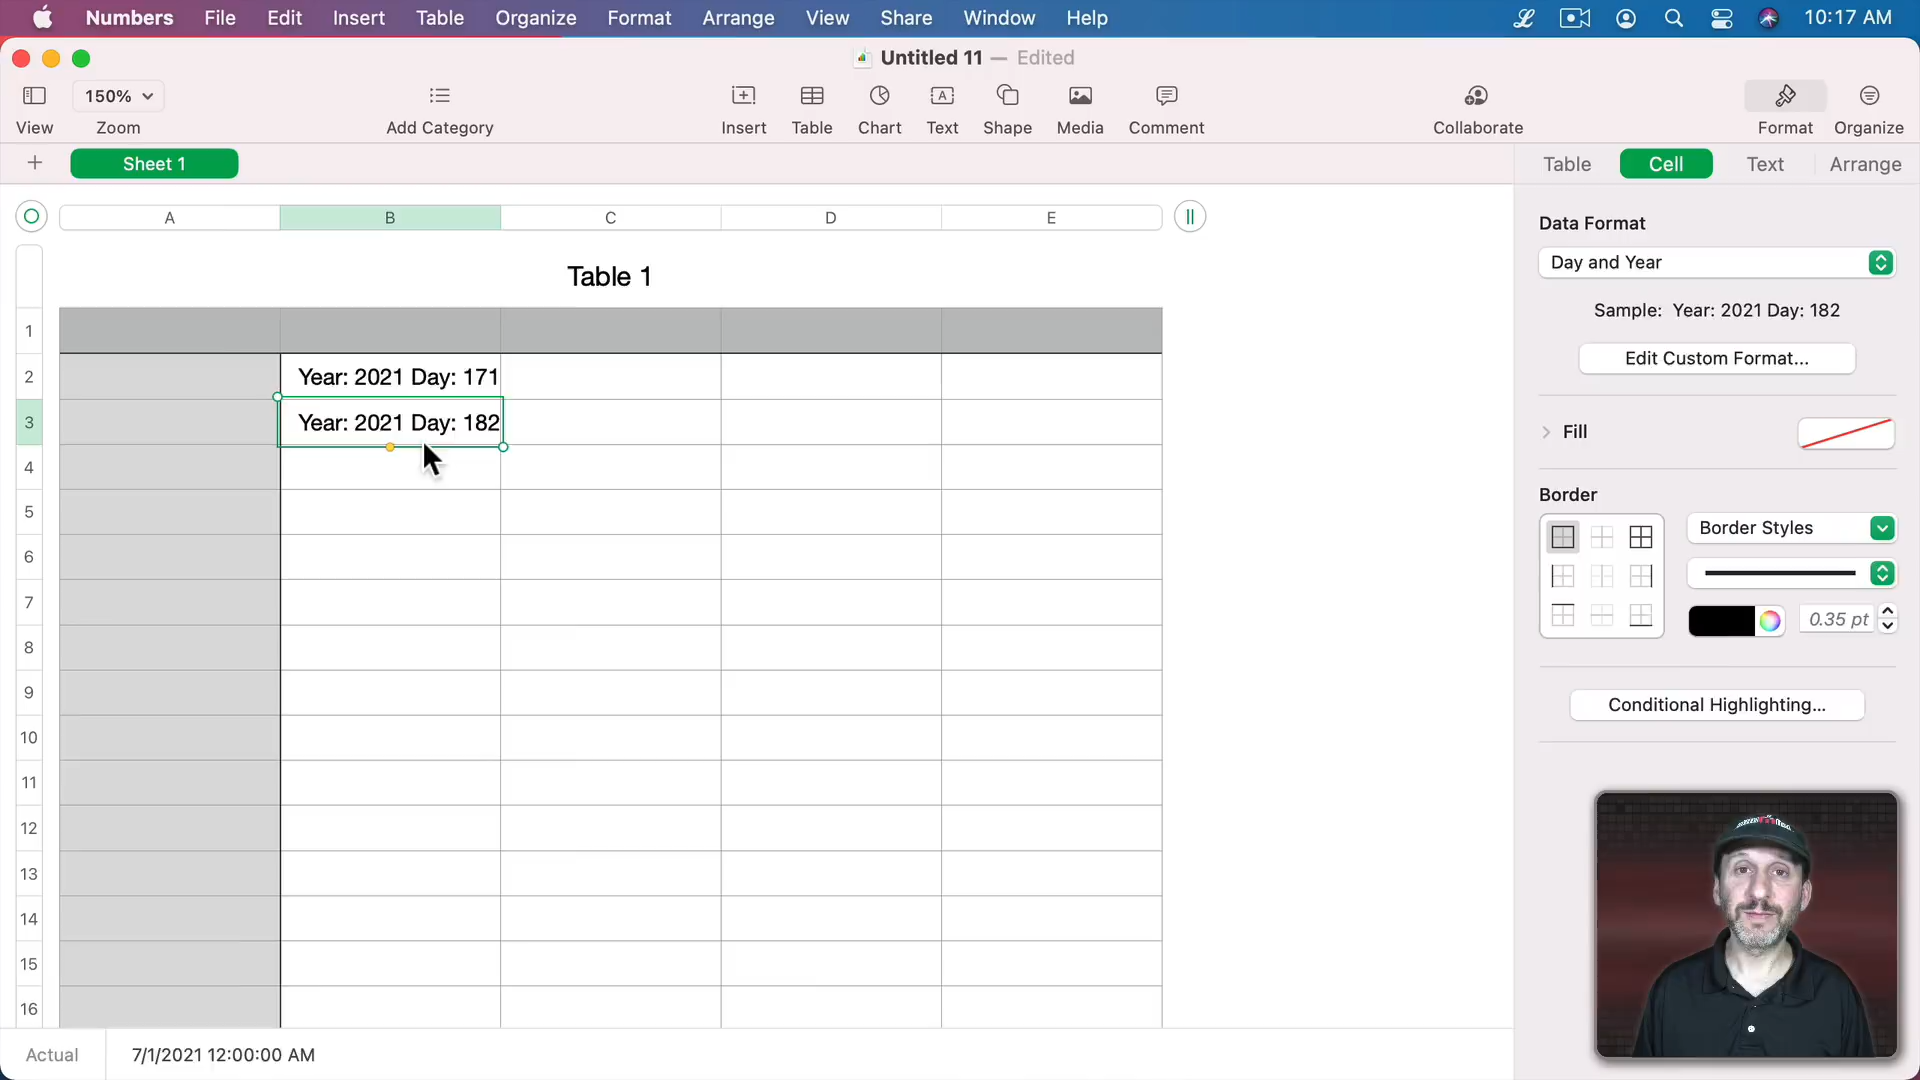 Numbers File Edit Insert Table Organize Format Arrange View Share Window Help 10:17 AM
Untitled 11 — Edited
150%
View Zoom Add Category Insert Table Chart Text Shape Media Comment Collaborate Format Organize
Sheet 1
Table Cell Text Arrange
A B C D E
Table 1
1
2 Year: 2021 Day: 171
3 Year: 2021 Day: 182
4
5
6
7
8
9
10
11
12
13
14
15
16
Actual 7/1/2021 12:00:00 AM
Data Format
Day and Year
Sample: Year: 2021 Day: 182
Edit Custom Format...
Fill
Border
Border Styles
0.35 pt
Conditional Highlighting...